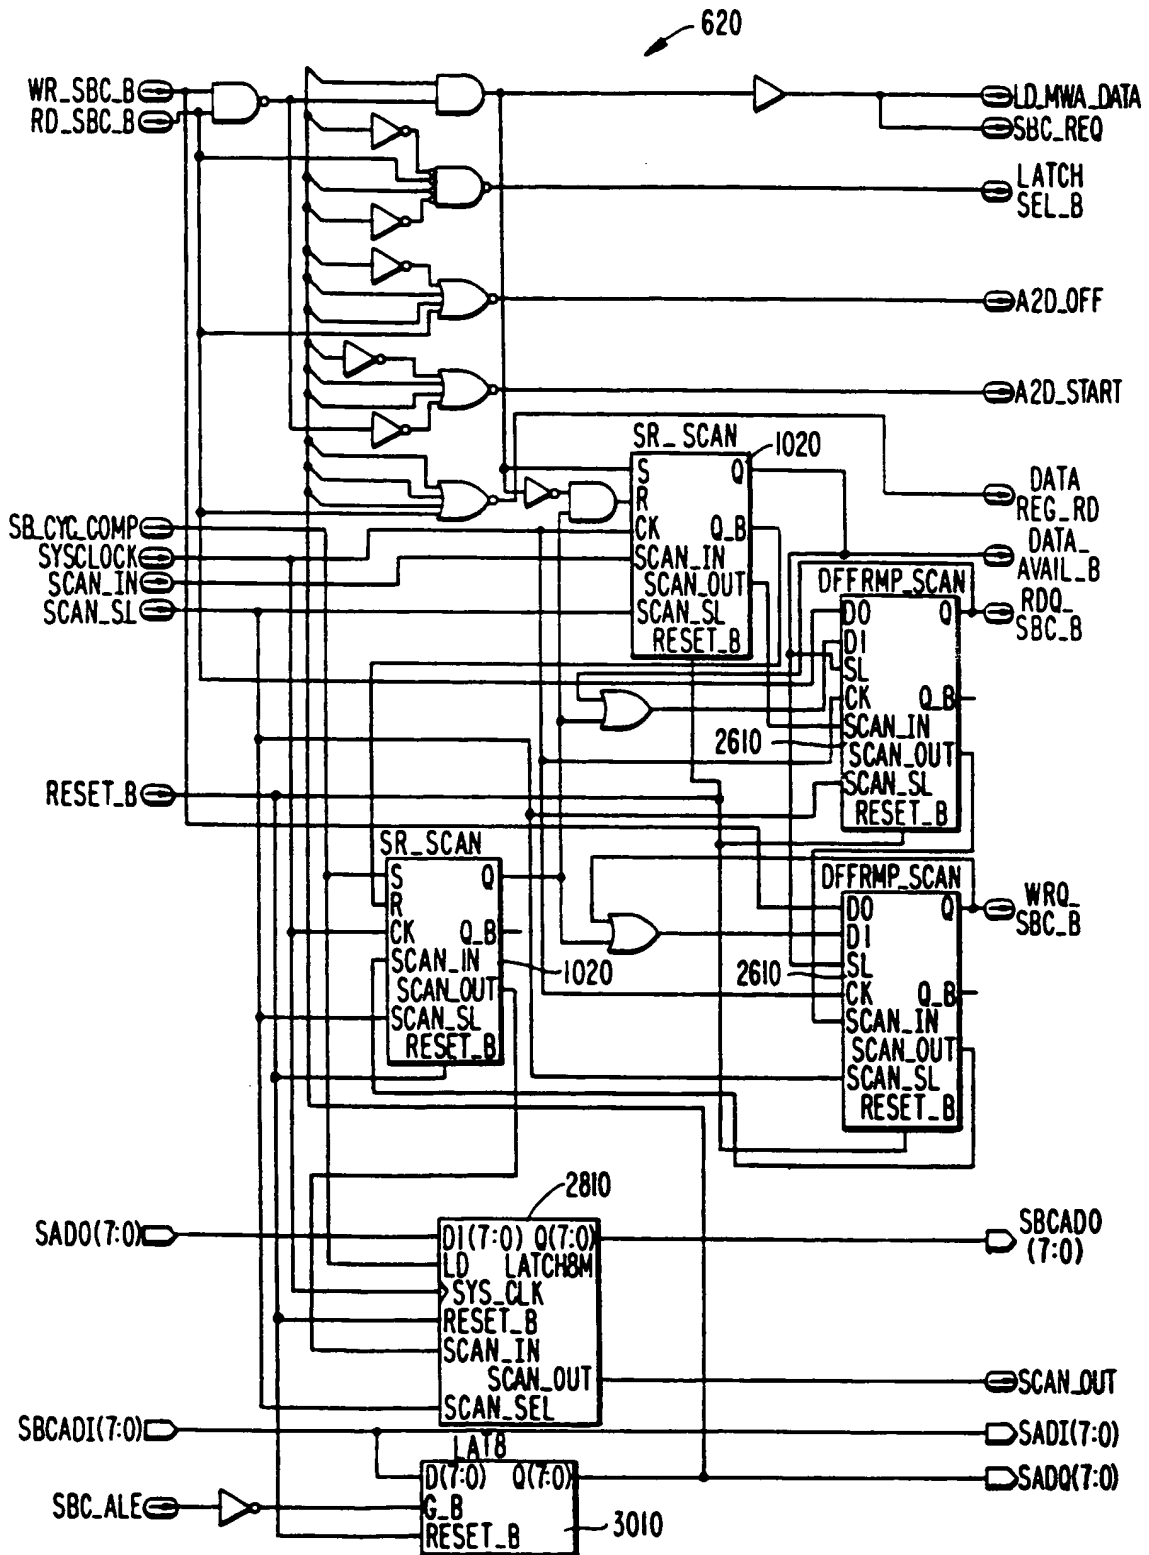 620
WR_SBC_B
RD_SBC_B
LD_MWA_DATA
SBC_REQ
LATCH
SEL_B
A2D_OFF
A2D_START
SR_SCAN
1020
S
Q
R
CK
Q_B
SCAN_IN
SCAN_OUT
SCAN_SL
RESET_B
DATA
REG_RD
DATA_
AVAIL_B
RDQ_
SBC_B
SB_CYC_COMP
SYSCLOCK
SCAN_IN
SCAN_SL
DFFRMP_SCAN
DO
Q
DI
SL
CK
Q_B
SCAN_IN
2610
SCAN_OUT
SCAN_SL
RESET_B
RESET_B
SR_SCAN
S
Q
R
CK
Q_B
SCAN_IN
1020
SCAN_OUT
SCAN_SL
RESET_B
DFFRMP_SCAN
DO
Q
DI
SL
2610
CK
Q_B
SCAN_IN
SCAN_OUT
SCAN_SL
RESET_B
WRQ_
SBC_B
2810
SADO(7:0)
DI(7:0) Q(7:0)
LD LATCH8M
SYS_CLK
RESET_B
SCAN_IN
SCAN_OUT
SCAN_SEL
SBCADO
(7:0)
SCAN_OUT
SBCADI(7:0)
SADI(7:0)
LAT8
D(7:0) Q(7:0)
SADQ(7:0)
SBC_ALE
G_B
RESET_B
3010